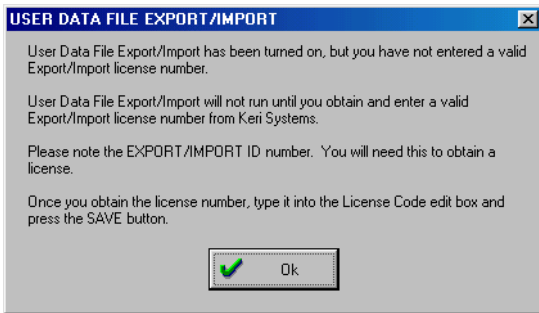 USER DATA FILE EXPORT/IMPORT
User Data File Export/Import has been turned on, but you have not entered a valid
Export/Import license number.
User Data File Export/Import will not run until you obtain and enter a valid
Export/Import license number from Keri Systems.
Please note the EXPORT/IMPORT ID number.  You will need this to obtain a
license.
Once you obtain the license number, type it into the License Code edit box and
press the SAVE button.
Ok